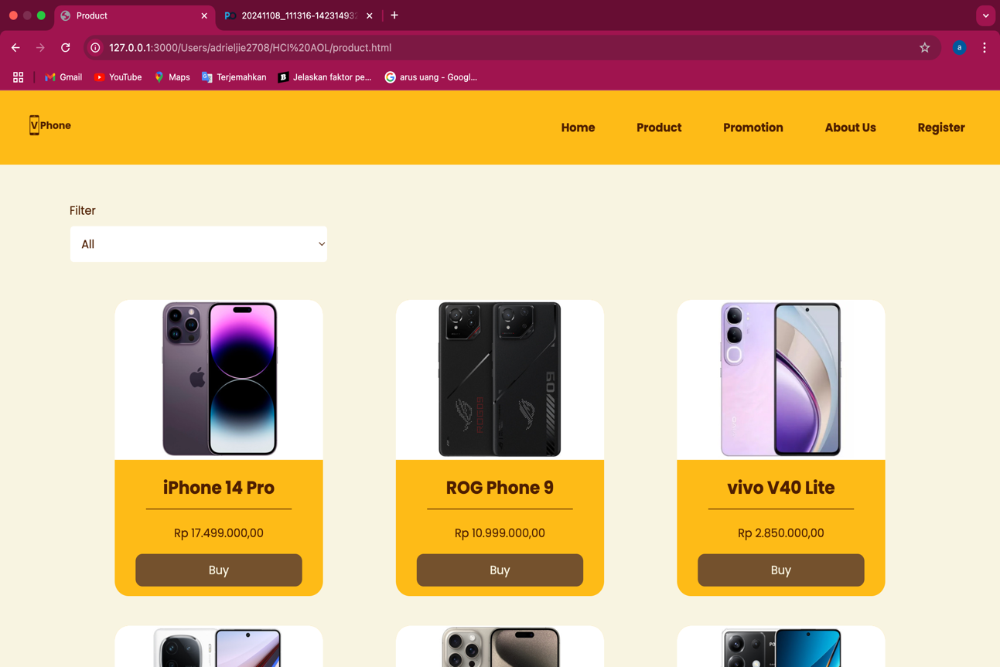 Product
20241108_111316-14231493
127.0.0.1:3000/Users/adrieljie2708/HCI%20AOL/product.html
a
Gmail
YouTube
Maps
Terjemahkan
Jelaskan faktor pe...
arus uang - Googl...
V Phone
Home
Product
Promotion
About Us
Register
Filter
All
iPhone 14 Pro
ROG Phone 9
vivo V40 Lite
Rp 17.499.000,00
Rp 10.999.000,00
Rp 2.850.000,00
Buy
Buy
Buy